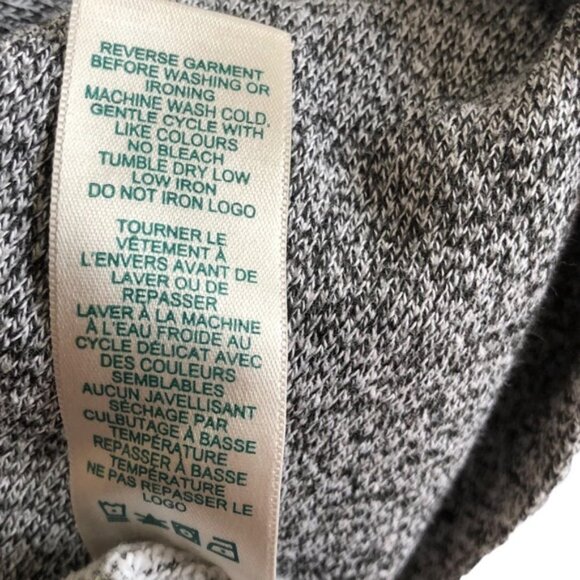 REVERSE GARMENT
BEFORE WASHING OR
IRONING
MACHINE WASH COLD,
GENTLE CYCLE WITH
LIKE COLOURS
NO BLEACH
TUMBLE DRY LOW
LOW IRON
DO NOT IRON LOGO
TOURNER LE
VÊTEMENT À
L'ENVERS AVANT DE
LAVER OU DE
REPASSER
LAVER À LA MACHINE
À L'EAU FROIDE AU
CYCLE DÉLICAT AVEC
DES COULEURS
SEMBLABLES
AUCUN JAVELLISANT
SÉCHAGE PAR
CULBUTAGE À BASSE
TEMPÉRATURE
REPASSER À BASSE
TEMPÉRATURE
NE PAS REPASSER LE
LOGO